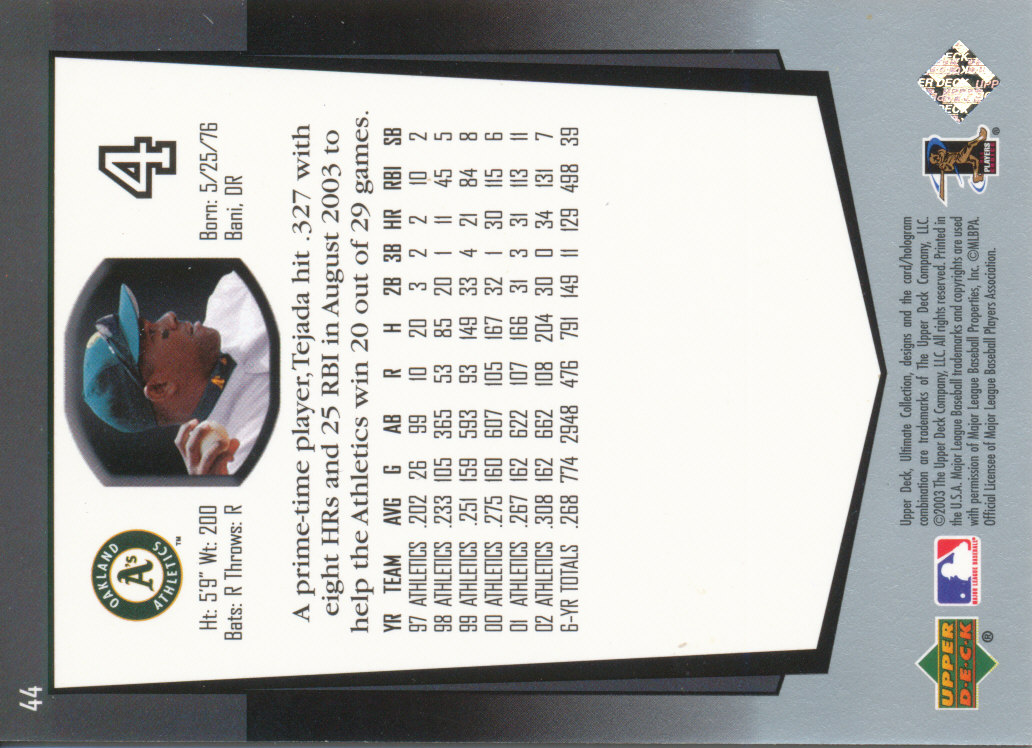 44
OAKLAND
A's
ATHLETICS
™
4
Ht: 5'9" Wt: 200
Bats: R Throws: R
Born: 5/25/76
Bani, DR
A prime-time player, Tejada hit .327 with
eight HRs and 25 RBI in August 2003 to
help the Athletics win 20 out of 29 games.
YR TEAM AVG G AB R H 2B 3B HR RBI SB
97 ATHLETICS .202 26 99 10 20 3 2 2 10 2
98 ATHLETICS .233 105 365 53 85 20 1 11 45 5
99 ATHLETICS .251 159 593 93 149 33 4 21 84 8
00 ATHLETICS .275 160 607 105 167 32 1 30 115 6
01 ATHLETICS .267 162 622 107 166 31 3 31 113 11
02 ATHLETICS .308 162 662 108 204 30 0 34 131 7
6-YR TOTALS .268 774 2948 476 791 149 11 129 498 39
UPPER
D·E·C·K
®
MAJOR LEAGUE BASEBALL
Upper Deck, Ultimate Collection, designs and the card/hologram
combination are trademarks of The Upper Deck Company, LLC.
©2003 The Upper Deck Company, LLC. All rights reserved. Printed in
the U.S.A. Major League Baseball trademarks and copyrights are used
with permission of Major League Baseball Properties, Inc. ©MLBPA.
Official Licensee of Major League Baseball Players Association.
PLAYERS
®
DECK
ER DECK UPP
DECK